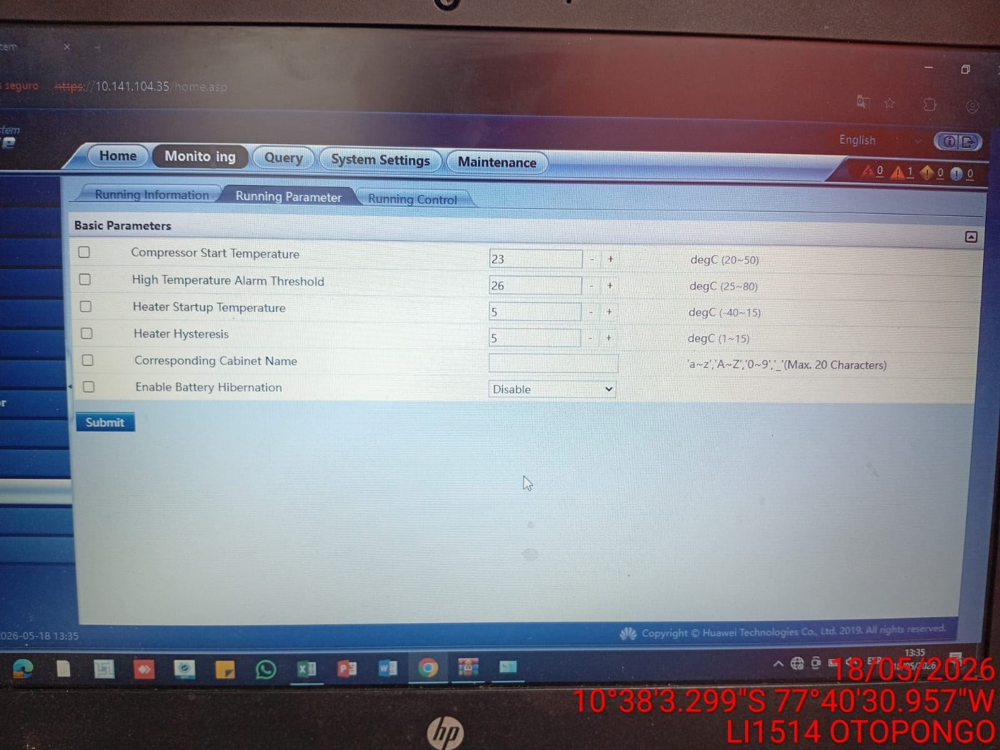 tem
seguro https://10.141.104.35/home.asp
stem
e
English
Home Monito ing Query System Settings Maintenance
0 1 0 0
Running Information Running Parameter Running Control
Basic Parameters
Compressor Start Temperature 23 - + degC (20~50)
High Temperature Alarm Threshold 26 - + degC (25~80)
Heater Startup Temperature 5 - + degC (-40~15)
Heater Hysteresis 5 - + degC (1~15)
Corresponding Cabinet Name 'a~z','A~Z','0~9','_'(Max. 20 Characters)
Enable Battery Hibernation Disable
or
Submit
026-05-18 13:35
Copyright © Huawei Technologies Co., Ltd. 2019. All rights reserved.
13:35
18/05/2026
10°38'3.299"S 77°40'30.957"W
LI1514 OTOPONGO
hp